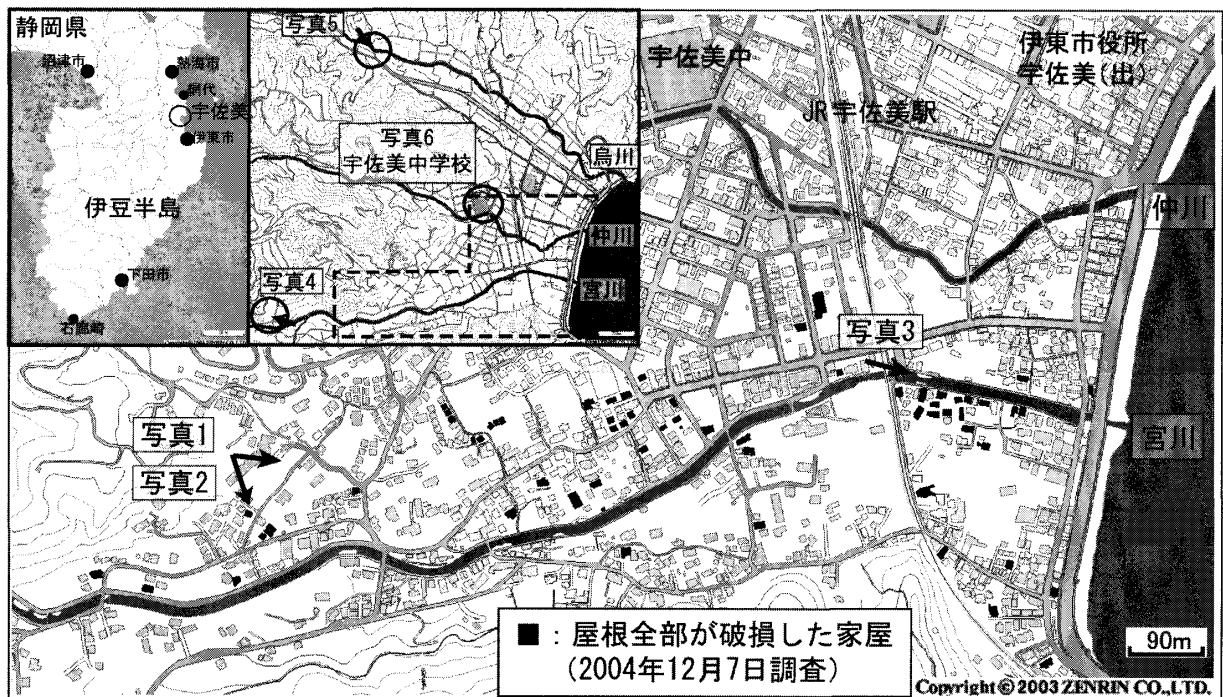 静岡県
沼津市
熱海市
網代
宇佐美
伊東市
伊豆半島
下田市
石廊崎
写真5
写真6
宇佐美中学校
写真4
烏川
仲川
宮川
宇佐美中
JR宇佐美駅
伊東市役所
宇佐美(出)
仲川
写真3
宮川
写真1
写真2
■:屋根全部が破損した家屋
(2004年12月7日調査)
90m
Copyright © 2003 ZENRIN CO.,LTD.